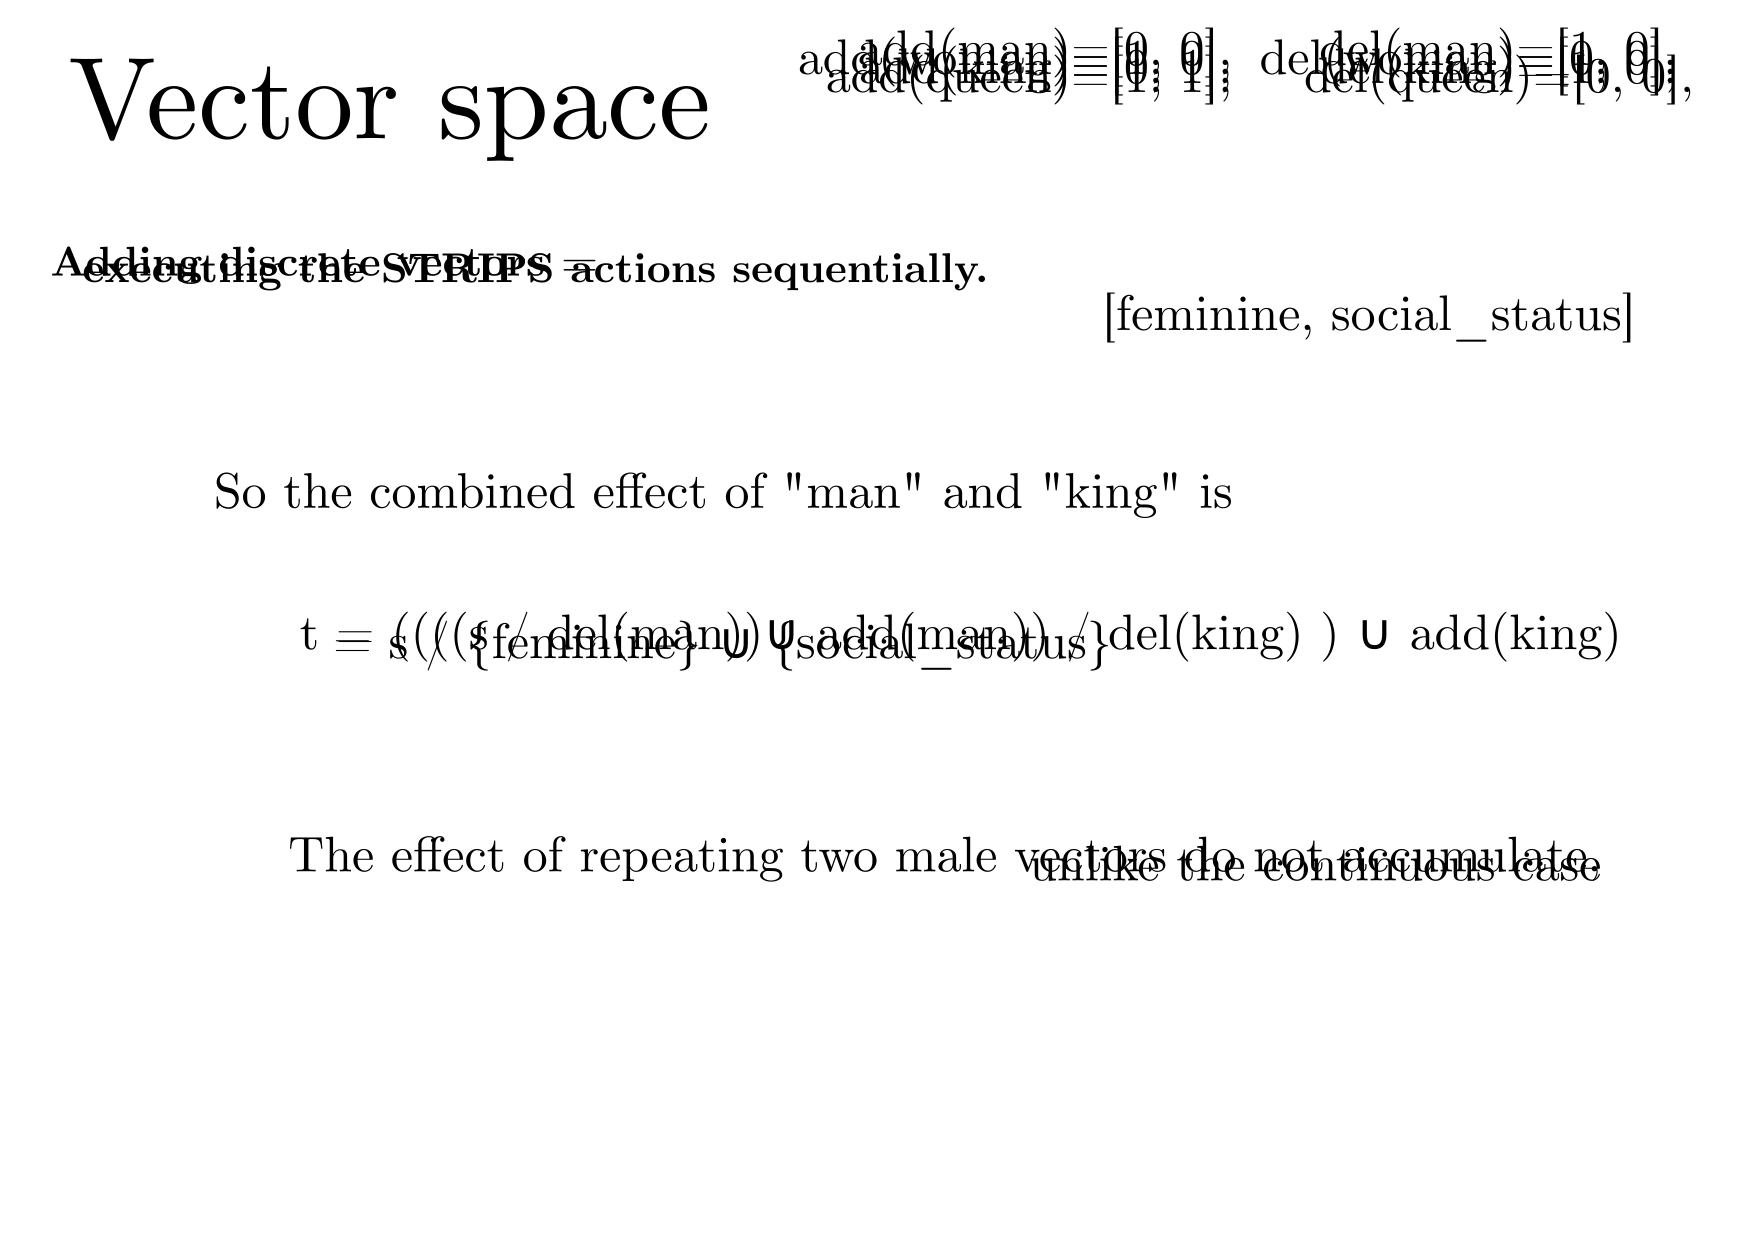 Vector space
add(man)=[0, 0], del(man)=[1, 0],
add(woman)=[1, 0], del(woman)=[0, 0],
add(king)=[0, 1], del(king)=[1, 0],
add(queen)=[1, 1], del(queen)=[0, 0],
Adding discrete vectors =
executing the STRIPS actions sequentially.
[feminine, social_status]
So the combined effect of "man" and "king" is
t = ((((s / del(man)) ∪ add(man)) / del(king) ) ∪ add(king)
= s / {feminine} ∪ {social_status}
The effect of repeating two male vectors do not accumulate,
unlike the continuous case